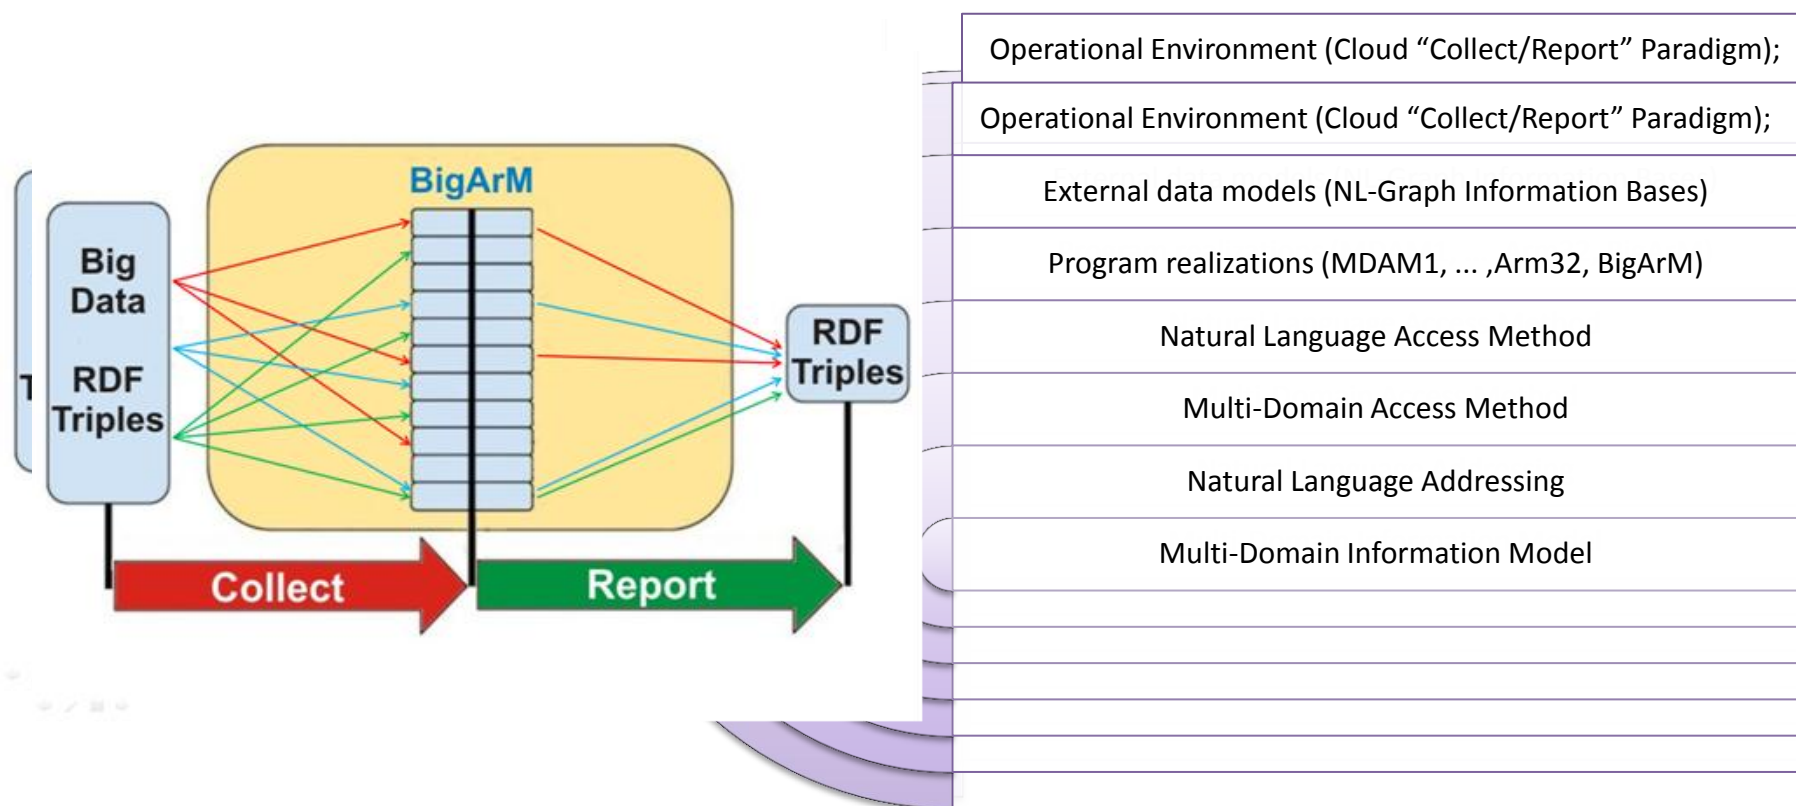 BigArM
Big
Data
RDF
Triples
T
RDF
Triples
Collect
Report
Operational Environment (Cloud “Collect/Report” Paradigm);
Operational Environment (Cloud “Collect/Report” Paradigm);
External data models (NL-Graph Information Bases)
Program realizations (MDAM1, ... ,Arm32, BigArM)
Natural Language Access Method
Multi-Domain Access Method
Natural Language Addressing
Multi-Domain Information Model